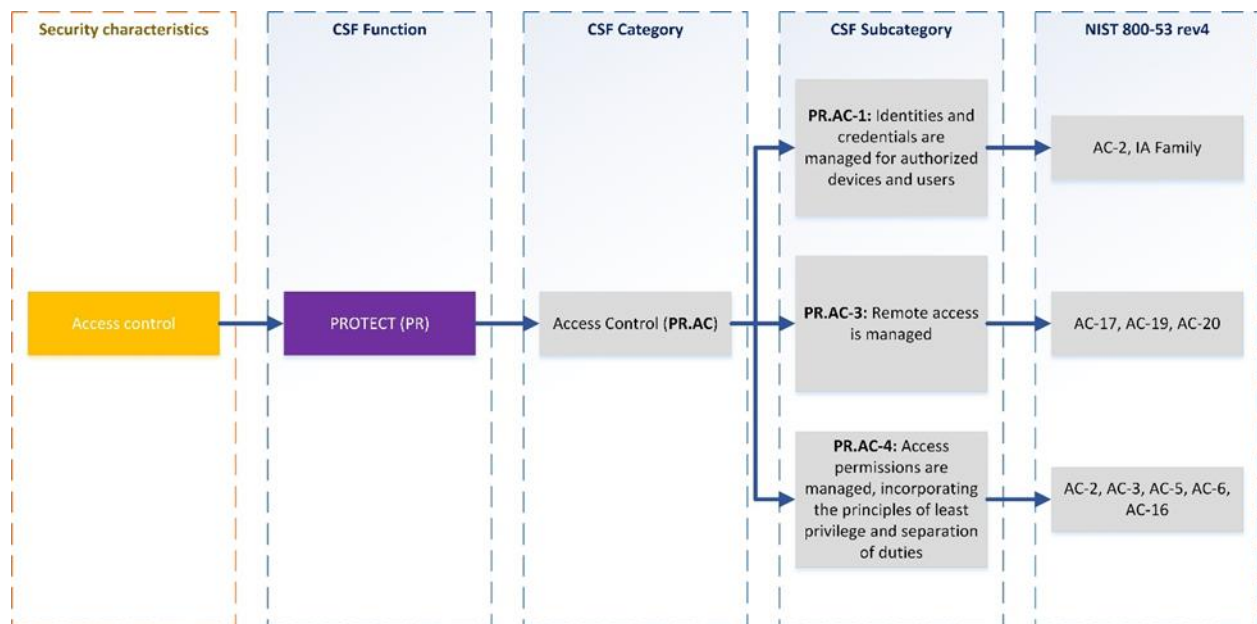 Security characteristics
CSF Function
CSF Category
CSF Subcategory
NIST 800-53 rev4
Access control
PROTECT (PR)
Access Control (PR.AC)
PR.AC-1: Identities and
credentials are
managed for authorized
devices and users
AC-2, IA Family
PR.AC-3: Remote access
is managed
AC-17, AC-19, AC-20
PR.AC-4: Access
permissions are
managed, incorporating
the principles of least
privilege and separation
of duties
AC-2, AC-3, AC-5, AC-6,
AC-16